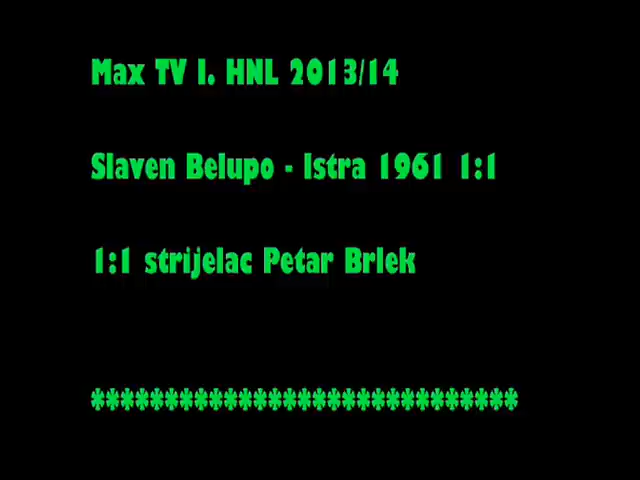 Max TV I. HNL 2013/14
Slaven Belupo - Istra 1961 1:1
1:1 strijelac Petar Brlek
*****************************